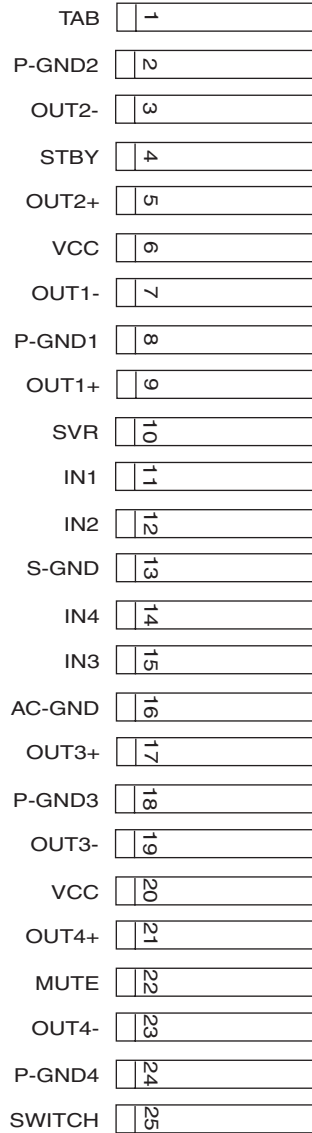 TAB 1
P-GND2 2
OUT2- 3
STBY 4
OUT2+ 5
VCC 6
OUT1- 7
P-GND1 8
OUT1+ 9
SVR 10
IN1 11
IN2 12
S-GND 13
IN4 14
IN3 15
AC-GND 16
OUT3+ 17
P-GND3 18
OUT3- 19
VCC 20
OUT4+ 21
MUTE 22
OUT4- 23
P-GND4 24
SWITCH 25